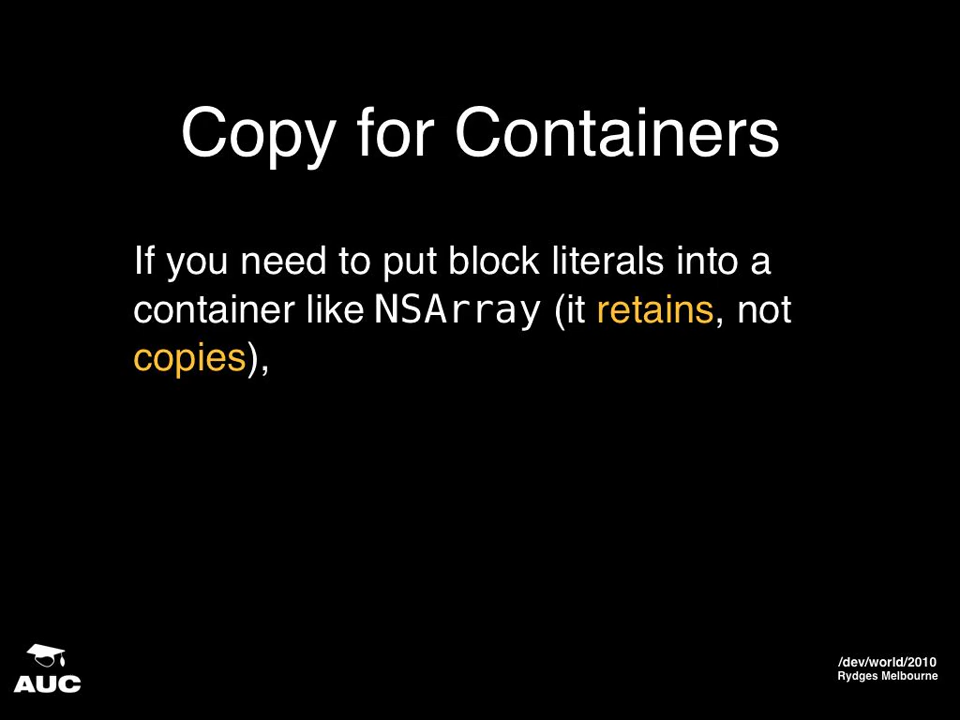 Copy for Containers
If you need to put block literals into a
container like NSArray (it retains, not
copies),
AUC
/dev/world/2010
Rydges Melbourne